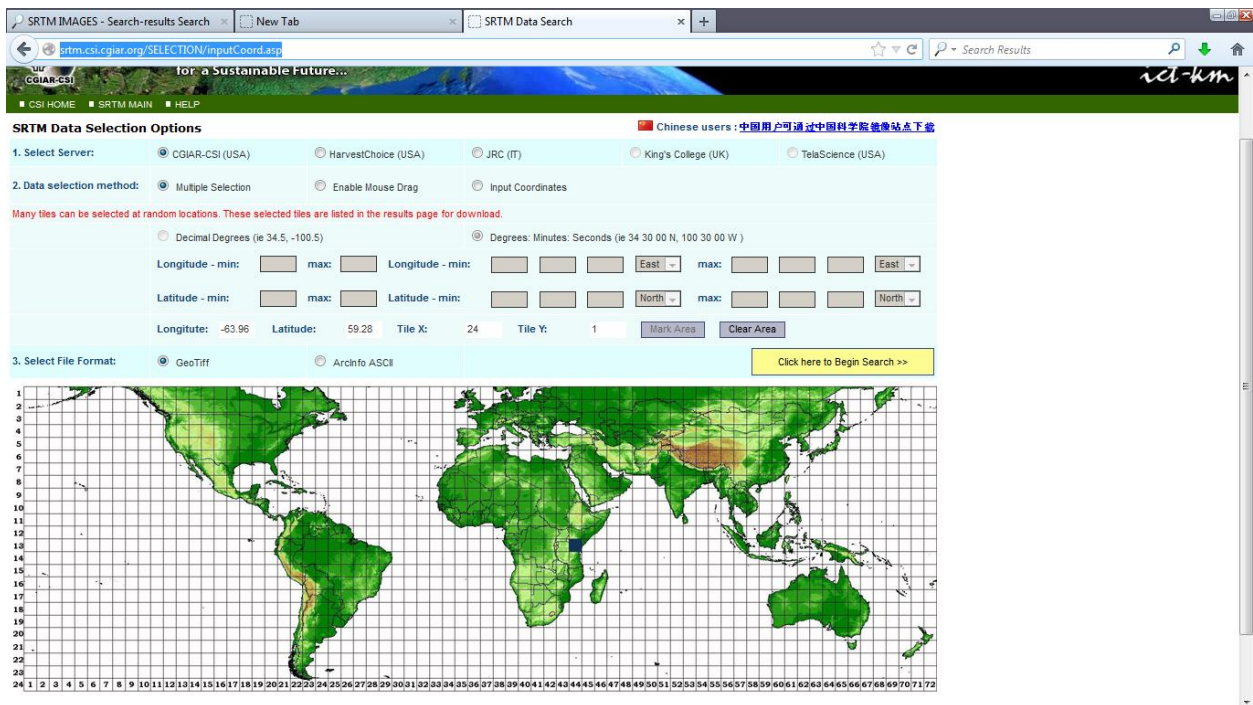 SRTM IMAGES - Search-results Search × New Tab × SRTM Data Search × +
srtm.csi.cgiar.org/SELECTION/inputCoord.asp Search Results
CGIAR-CSI for a Sustainable Future... ict-km
CSI HOME SRTM MAIN HELP
SRTM Data Selection Options Chinese users : 中国用户可通过中国科学院镜像站点下载
1. Select Server: CGIAR-CSI (USA) HarvestChoice (USA) JRC (IT) King's College (UK) TelaScience (USA)
2. Data selection method: Multiple Selection Enable Mouse Drag Input Coordinates
Many tiles can be selected at random locations. These selected tiles are listed in the results page for download.
Decimal Degrees (ie 34.5, -100.5) Degrees: Minutes: Seconds (ie 34 30 00 N, 100 30 00 W )
Longitude - min: max: Longitude - min: East max: East
Latitude - min: max: Latitude - min: North max: North
Longitute: -63.96 Latitude: 59.28 Tile X: 24 Tile Y: 1 Mark Area Clear Area
3. Select File Format: GeoTiff ArcInfo ASCII Click here to Begin Search >>
1
2
3
4
5
6
7
8
9
10
11
12
13
14
15
16
17
18
19
20
21
22
23
24 1 2 3 4 5 6 7 8 9 10 11 12 13 14 15 16 17 18 19 20 21 22 23 24 25 26 27 28 29 30 31 32 33 34 35 36 37 38 39 40 41 42 43 44 45 46 47 48 49 50 51 52 53 54 55 56 57 58 59 60 61 62 63 64 65 66 67 68 69 70 71 72